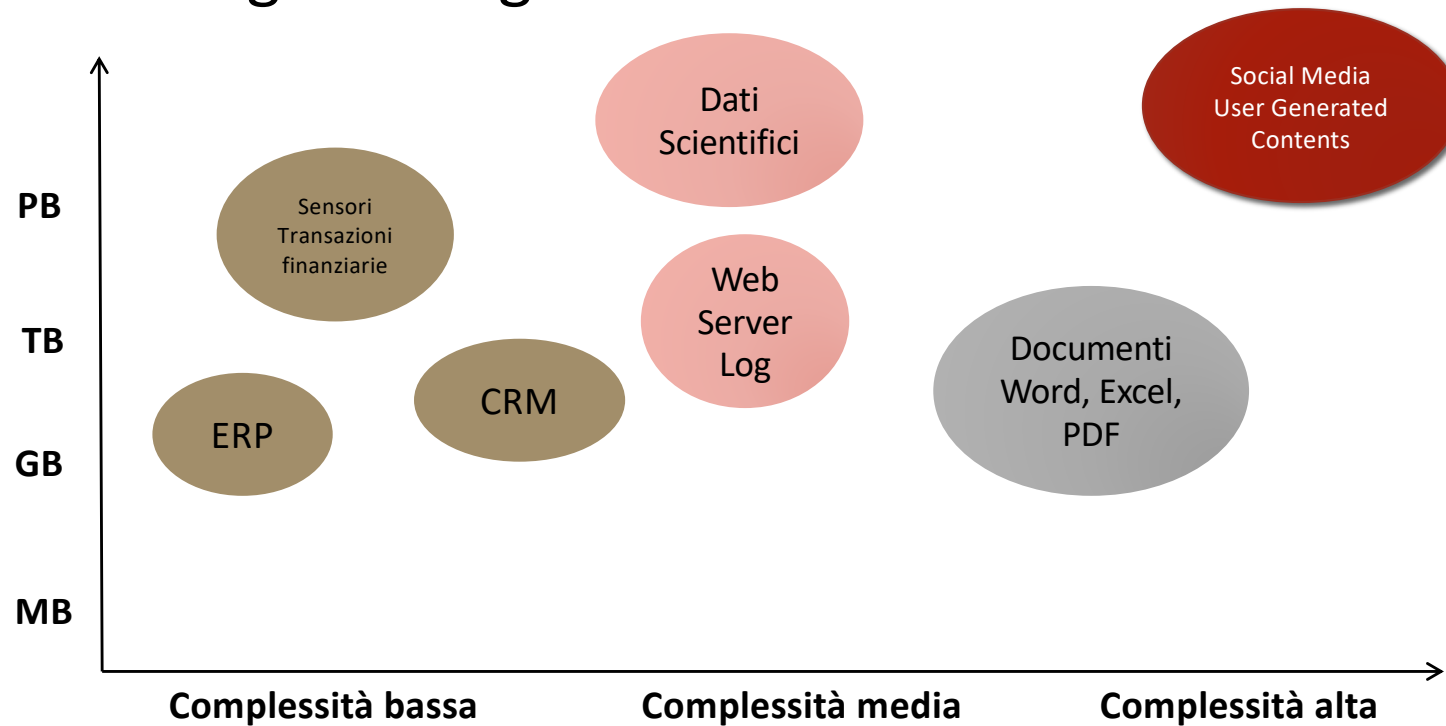 Dati
Scientifici
Social Media
User Generated
Contents
PB
Sensori
Transazioni
finanziarie
Web
Server
Log
TB
Documenti
Word, Excel,
PDF
CRM
ERP
GB
MB
Complessità bassa
Complessità media
Complessità alta